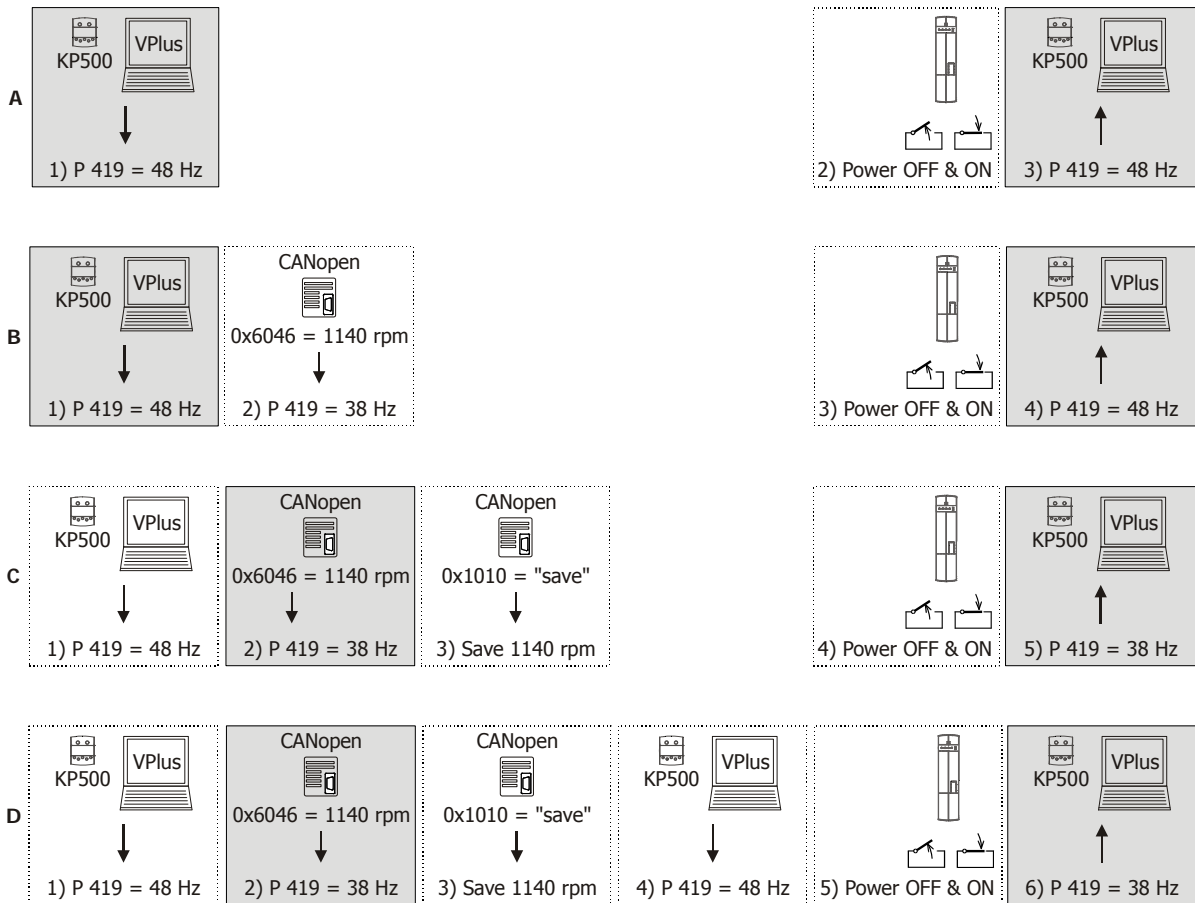 A
KP500
VPlus
1) P 419 = 48 Hz
2) Power OFF & ON
KP500
VPlus
3) P 419 = 48 Hz
B
KP500
VPlus
1) P 419 = 48 Hz
CANopen
0x6046 = 1140 rpm
2) P 419 = 38 Hz
3) Power OFF & ON
KP500
VPlus
4) P 419 = 48 Hz
C
KP500
VPlus
1) P 419 = 48 Hz
CANopen
0x6046 = 1140 rpm
2) P 419 = 38 Hz
CANopen
0x1010 = "save"
3) Save 1140 rpm
4) Power OFF & ON
KP500
VPlus
5) P 419 = 38 Hz
D
KP500
VPlus
1) P 419 = 48 Hz
CANopen
0x6046 = 1140 rpm
2) P 419 = 38 Hz
CANopen
0x1010 = "save"
3) Save 1140 rpm
KP500
VPlus
4) P 419 = 48 Hz
5) Power OFF & ON
KP500
VPlus
6) P 419 = 38 Hz